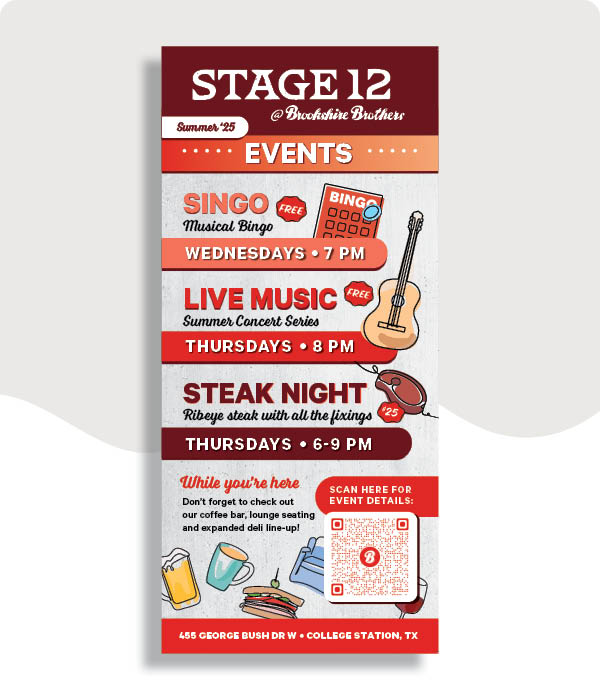 STAGE 12
@ Brookshire Brothers
Summer '25
EVENTS
SINGO
FREE
BINGO
Musical Bingo
WEDNESDAYS • 7 PM
LIVE MUSIC
FREE
Summer Concert Series
THURSDAYS • 8 PM
STEAK NIGHT
Ribeye steak with all the fixings
$25
THURSDAYS • 6-9 PM
While you're here
Don't forget to check out
our coffee bar, lounge seating
and expanded deli line-up!
SCAN HERE FOR
EVENT DETAILS:
B
455 GEORGE BUSH DR W • COLLEGE STATION, TX